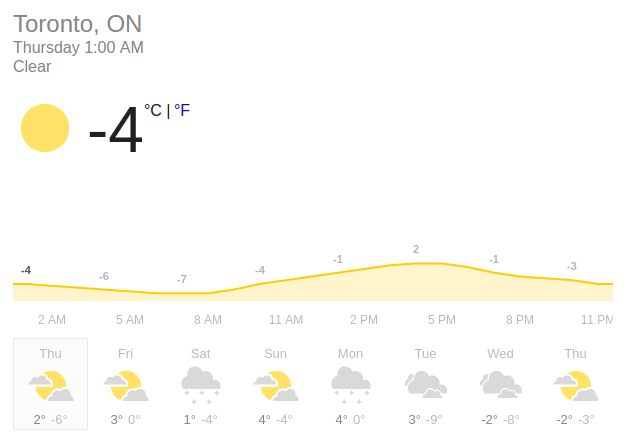 Toronto, ON
Thursday 1:00 AM
Clear
-4 °C | °F
-4 -6 -7 -4 -1 2 -1 -3
2 AM 5 AM 8 AM 11 AM 2 PM 5 PM 8 PM 11 PM
Thu Fri Sat Sun Mon Tue Wed Thu
2° -6° 3° 0° 1° -4° 4° -4° 4° 0° 3° -9° -2° -8° -2° -3°